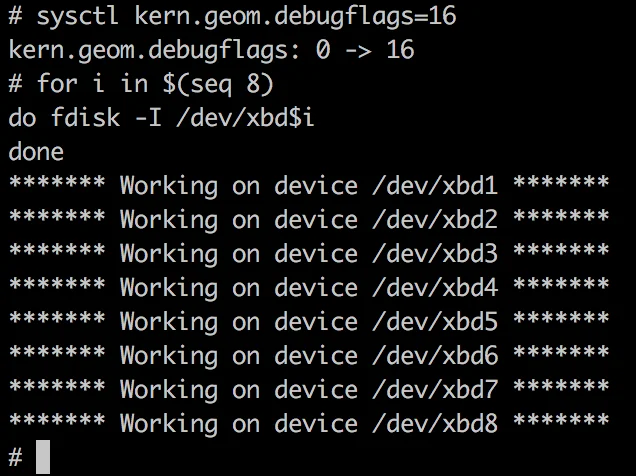 # sysctl kern.geom.debugflags=16
kern.geom.debugflags: 0 -> 16
# for i in $(seq 8)
do fdisk -I /dev/xbd$i
done
******* Working on device /dev/xbd1 *******
******* Working on device /dev/xbd2 *******
******* Working on device /dev/xbd3 *******
******* Working on device /dev/xbd4 *******
******* Working on device /dev/xbd5 *******
******* Working on device /dev/xbd6 *******
******* Working on device /dev/xbd7 *******
******* Working on device /dev/xbd8 *******
#